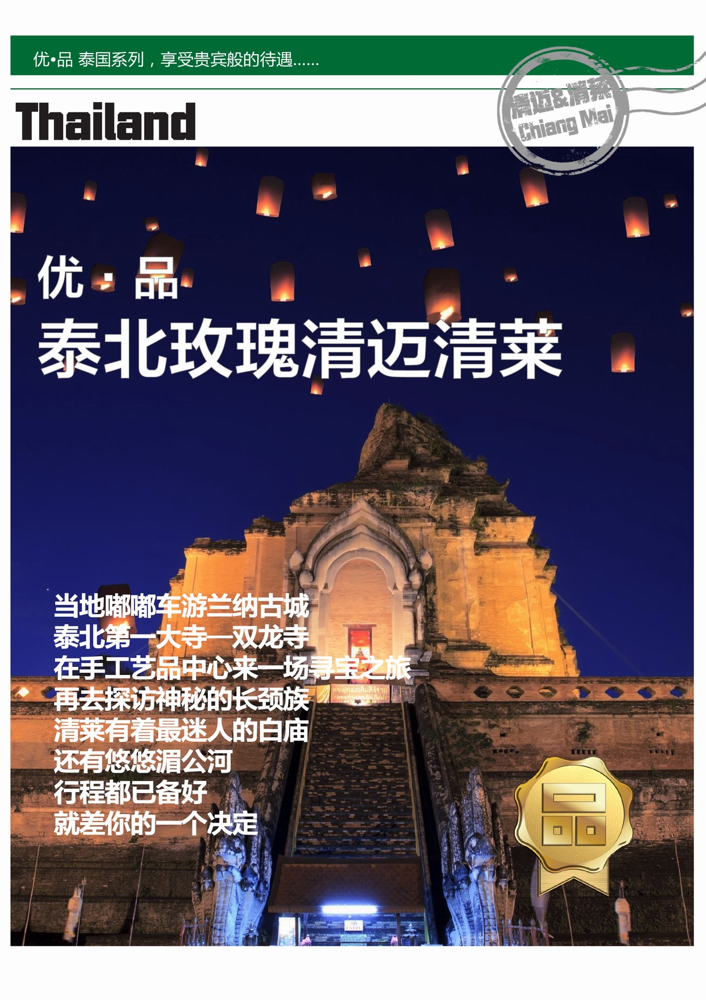 优•品 泰国系列，享受贵宾般的待遇......
清迈&清莱
Chiang Mai
Thailand
优·品
泰北玫瑰清迈清莱
当地嘟嘟车游兰纳古城
泰北第一大寺—双龙寺
在手工艺品中心来一场寻宝之旅
再去探访神秘的长颈族
清莱有着最迷人的白庙
还有悠悠湄公河
行程都已备好
就差你的一个决定
品
NO
ENTRY